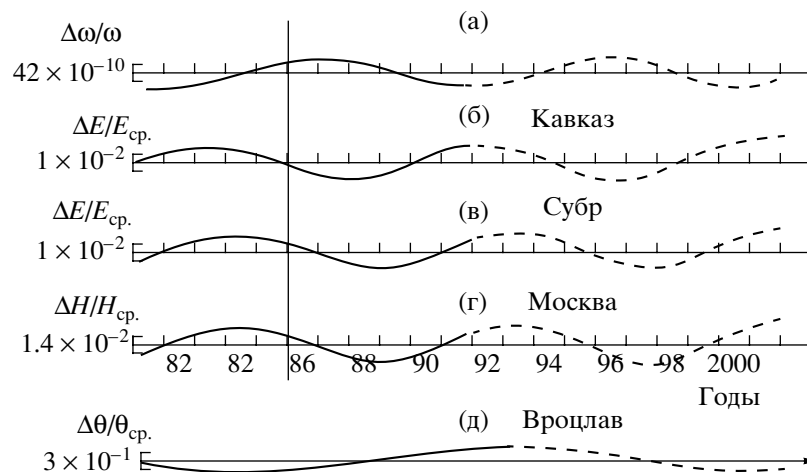 Δω/ω (а)
42 × 10⁻¹⁰
ΔE/Eср. (б) Кавказ
1 × 10⁻²
ΔE/Eср. (в) Субр
1 × 10⁻²
ΔH/Hср. (г) Москва
1.4 × 10⁻²
82 82 86 88 90 92 94 96 98 2000
Годы
Δθ/θср. (д) Вроцлав
3 × 10⁻¹